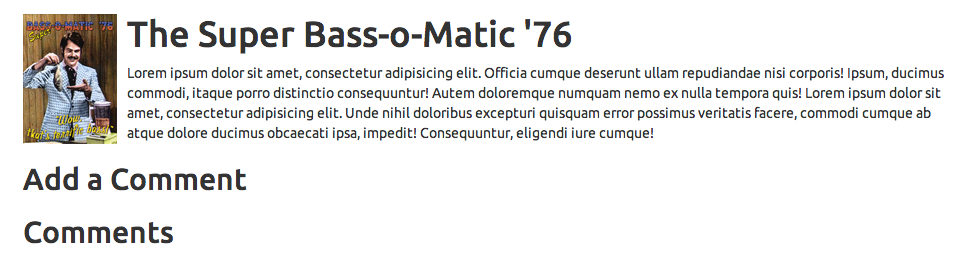 BASS-O-MATIC '76
Super
"Wow,
that's terrific bass!"
The Super Bass-o-Matic '76
Lorem ipsum dolor sit amet, consectetur adipisicing elit. Officia cumque deserunt ullam repudiandae nisi corporis! Ipsum, ducimus
commodi, itaque porro distinctio consequuntur! Autem doloremque numquam nemo ex nulla tempora quis! Lorem ipsum dolor sit
amet, consectetur adipisicing elit. Unde nihil doloribus excepturi quisquam error possimus veritatis facere, commodi cumque ab
atque dolore ducimus obcaecati ipsa, impedit! Consequuntur, eligendi iure cumque!
Add a Comment
Comments